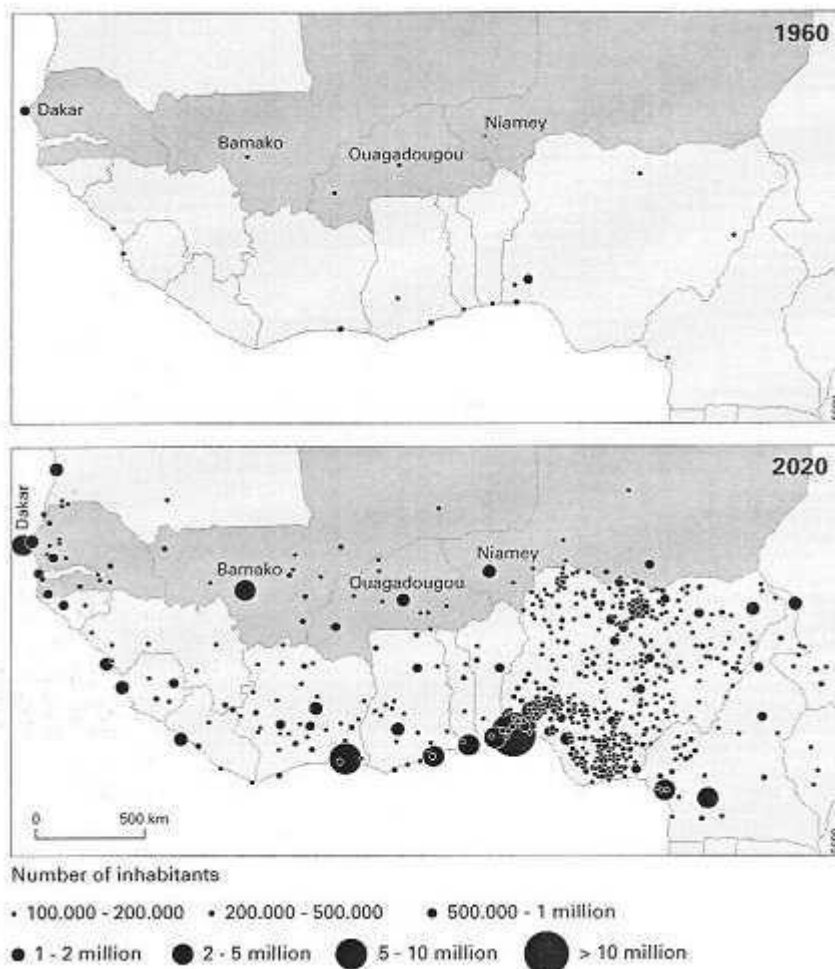 1960
Dakar
Bamako
Niamey
Ouagadougou
2020
Dakar
Niamey
Bamako
Ouagadougou
0 500 km
Number of inhabitants
100.000 - 200.000 200.000 - 500.000 500.000 - 1 million
1 - 2 million 2 - 5 million 5 - 10 million > 10 million